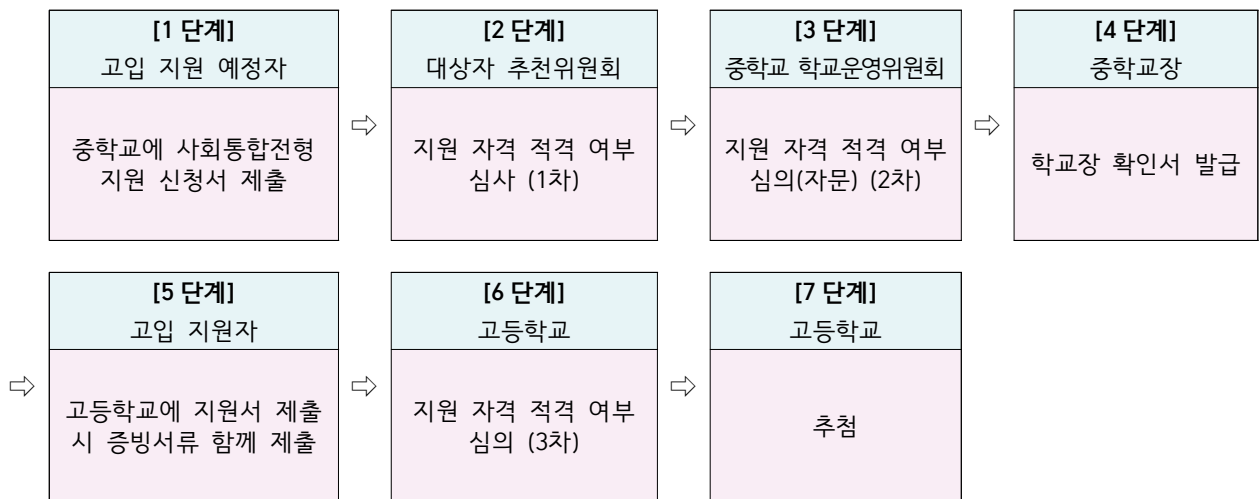 [1 단계]
고입 지원 예정자
중학교에 사회통합전형
지원 신청서 제출
⇨
[2 단계]
대상자 추천위원회
지원 자격 적격 여부
심사 (1차)
⇨
[3 단계]
중학교 학교운영위원회
지원 자격 적격 여부
심의(자문) (2차)
⇨
[4 단계]
중학교장
학교장 확인서 발급
⇨
[5 단계]
고입 지원자
고등학교에 지원서 제출
시 증빙서류 함께 제출
⇨
[6 단계]
고등학교
지원 자격 적격 여부
심의 (3차)
⇨
[7 단계]
고등학교
추첨